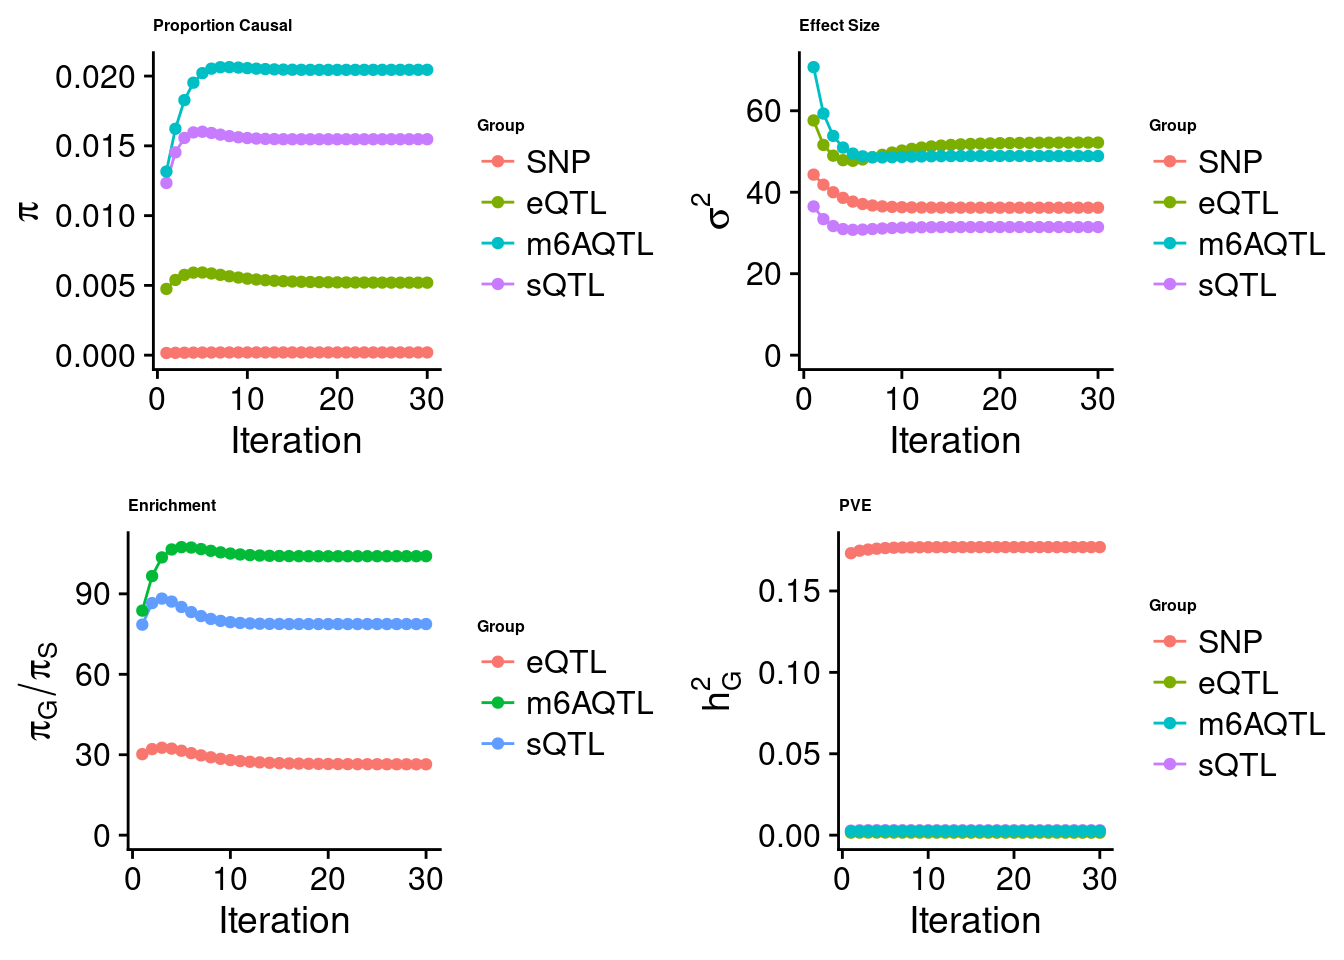 Proportion Causal
π
0.020
0.015
0.010
0.005
0.000
0 10 20 30
Iteration
Group
SNP
eQTL
m6AQTL
sQTL
Effect Size
σ²
60
40
20
0
0 10 20 30
Iteration
Group
SNP
eQTL
m6AQTL
sQTL
Enrichment
π_G/π_S
90
60
30
0
0 10 20 30
Iteration
Group
eQTL
m6AQTL
sQTL
PVE
h²_G
0.15
0.10
0.05
0.00
0 10 20 30
Iteration
Group
SNP
eQTL
m6AQTL
sQTL